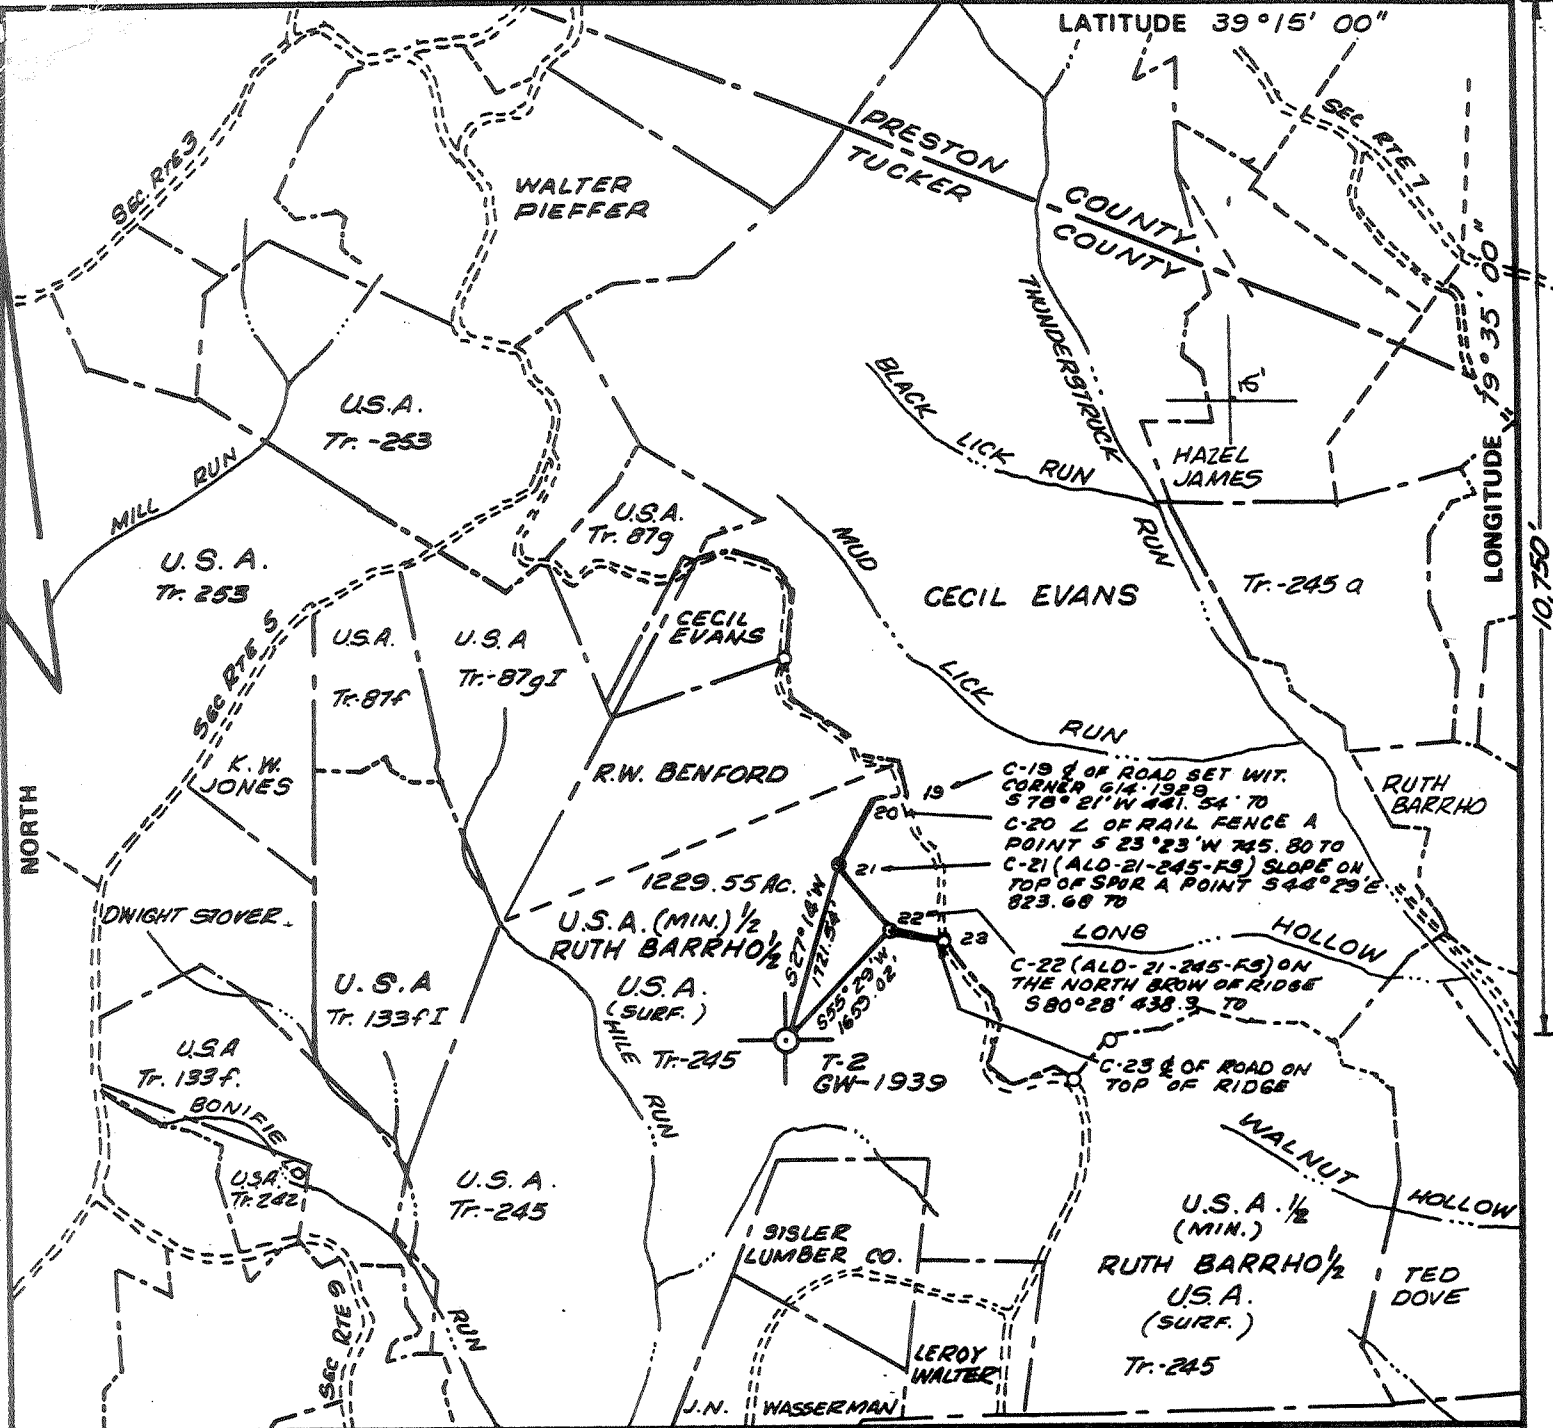 LATITUDE 39°15' 00"
SEC. RTE 3
WALTER
PIEFFER
PRESTON
TUCKER
COUNTY
COUNTY
SEC RTE 7
LONGITUDE 79°35' 00"
10,750'
15'
THUNDERSTRUCK
RUN
BLACK
LICK
RUN
HAZEL
JAMES
U.S.A.
Tr. -253
MILL RUN
U.S.A.
Tr. 87g
MUD
LICK
RUN
U. S. A.
Tr. 253
CECIL EVANS
Tr.-245 a
CECIL
EVANS
SEC RTE 5
U.S.A.
Tr-87f
U.S.A
Tr.-87gI
K.W.
JONES
NORTH
R.W. BENFORD
RUTH
BARRHO
19
20
21
22
23
C-19 ₵ OF ROAD SET WIT.
CORNER G14-1929
S 78° 21' W 441. 54' TO
C-20 ∠ OF RAIL FENCE A
POINT S 23°23'W 745.80 TO
C-21 (ALD-21-245-FS) SLOPE ON
TOP OF SPUR A POINT S44°29'E
823.68 TO
LONG
HOLLOW
C-22 (ALD-21-245-FS) ON
THE NORTH BROW OF RIDGE
S80°28' 438.3 TO
C-23 ₵ OF ROAD ON
TOP OF RIDGE
1229.55 AC.
U.S.A. (MIN.) ½
RUTH BARRHO ½
U.S.A.
(SURF.)
Tr.-245
S27°14'W
1721.54'
S55°29'W
1659.02'
T-2
GW-1939
DWIGHT STOVER
U.S.A
Tr. 133fI
U.S.A
Tr. 133f.
BONIFIE
RUN
U.S.A.
Tr. 242
HILE
RUN
U.S.A.
Tr.-245
SEC RTE 9
SISLER
LUMBER CO.
LEROY
WALTER
J.N. WASSERMAN
WALNUT
HOLLOW
U.S.A. ½
(MIN.)
RUTH BARRHO ½
U.S.A.
(SURF.)
Tr.-245
TED
DOVE